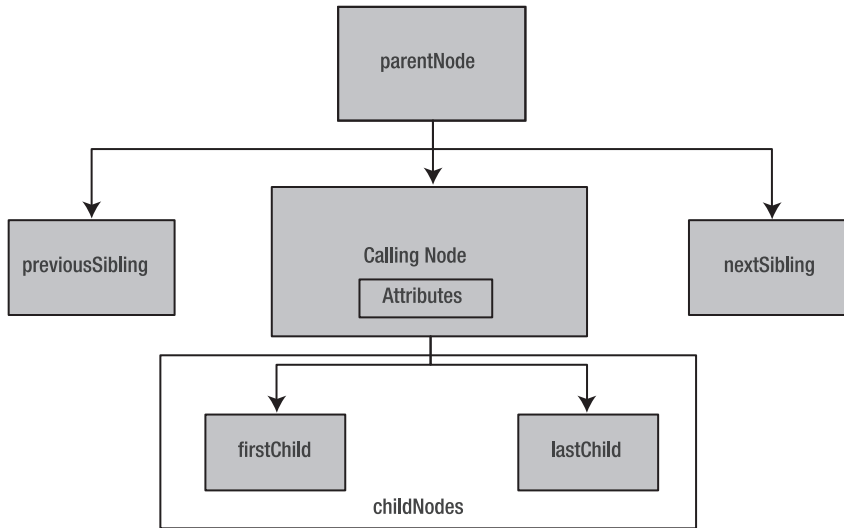 parentNode
previousSibling
Calling Node
nextSibling
Attributes
firstChild
lastChild
childNodes